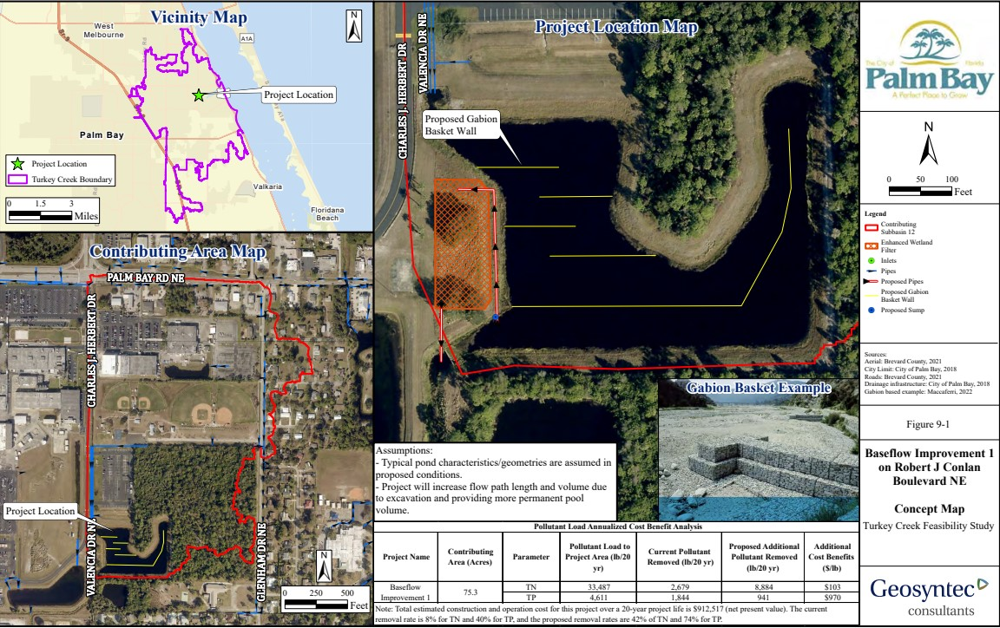 Vicinity Map
N
West
Melbourne
A1A
Project Location
Palm Bay
Project Location
Turkey Creek Boundary
0 1.5 3
Miles
Valkaria
Floridana
Beach
Contributing Area Map
PALM BAY RD NE
CHARLES J. HERBERT DR
Project Location
VALENCIA DR NE
GLENHAM DR NE
N
0 250 500
Feet
Project Location Map
CHARLES J. HERBERT DR
VALENCIA DR NE
Proposed Gabion
Basket Wall
Gabion Basket Example
Assumptions:
- Typical pond characteristics/geometries are assumed in
proposed conditions.
- Project will increase flow path length and volume due
to excavation and providing more permanent pool
volume.
Pollutant Load Annualized Cost Benefit Analysis
Project Name | Contributing Area (Acres) | Parameter | Pollutant Load to Project Area (lb/20 yr) | Current Pollutant Removed (lb/20 yr) | Proposed Additional Pollutant Removed (lb/20 yr) | Additional Cost Benefits ($/lb)
Baseflow Improvement 1 | 75.3 | TN | 33,487 | 2,679 | 8,884 | $103
TP | 4,611 | 1,844 | 941 | $970
Note: Total estimated construction and operation cost for this project over a 20-year project life is $912,517 (net present value). The current
removal rate is 8% for TN and 40% for TP, and the proposed removal rates are 42% of TN and 74% for TP.
The City of Florida
Palm Bay
A Perfect Place to Grow
N
0 50 100
Feet
Legend
Contributing
Subbasin 12
Enhanced Wetland
Filter
Inlets
Pipes
Proposed Pipes
Proposed Gabion
Basket Wall
Proposed Sump
Sources:
Aerial: Brevard County, 2021
City Limit: City of Palm Bay, 2018
Roads: Brevard County, 2021
Drainage infrastructure: City of Palm Bay, 2018
Gabion based example: Maccaferri, 2022
Figure 9-1
Baseflow Improvement 1
on Robert J Conlan
Boulevard NE
Concept Map
Turkey Creek Feasibility Study
Geosyntec
consultants